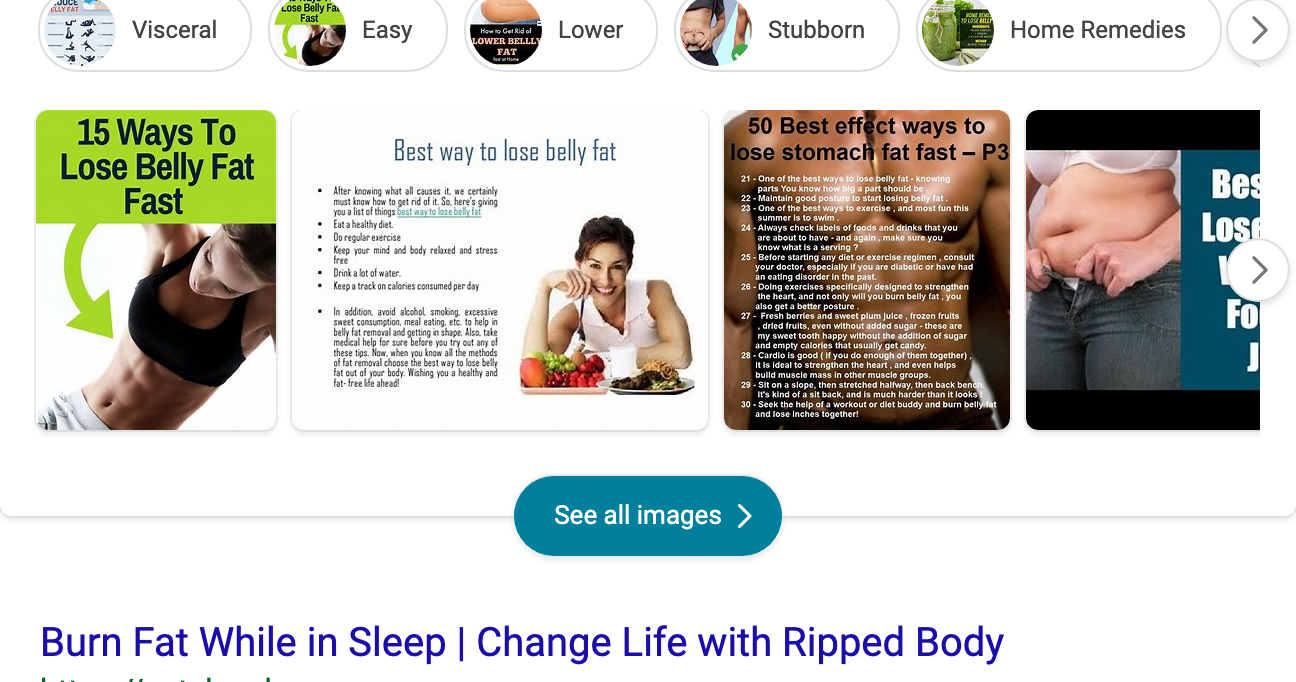 DUCE
LLY FAT
Visceral
15 Ways To
Lose Belly Fat
Fast
Easy
How to Get Rid of
LOWER BELLLY
FAT
Fast at Home
Lower
Stubborn
HOME REMEDIES
TO LOSE BELLY
Home Remedies
15 Ways To
Lose Belly Fat
Fast
Best way to lose belly fat
▪ After knowing what all causes it, we certainly
must know how to get rid of it. So, here's giving
you a list of things best way to lose belly fat
▪ Eat a healthy diet.
▪ Do regular exercise
▪ Keep your mind and body relaxed and stress
free
▪ Drink a lot of water.
▪ Keep a track on calories consumed per day
▪ In addition, avoid alcohol, smoking, excessive
sweet consumption, meal eating, etc. to help in
belly fat removal and getting in shape. Also, take
medical help for sure before you try out any of
these tips. Now, when you know all the methods
of fat removal choose the best way to lose belly
fat out of your body. Wishing you a healthy and
fat- free life ahead!
50 Best effect ways to
lose stomach fat fast – P3
21 - One of the best ways to lose belly fat - knowing
parts You know how big a part should be .
22 - Maintain good posture to start losing belly fat .
23 - One of the best ways to exercise , and most fun this
summer is to swim .
24 - Always check labels of foods and drinks that you
are about to have - and again , make sure you
know what is a serving ?
25 - Before starting any diet or exercise regimen , consult
your doctor, especially if you are diabetic or have had
an eating disorder in the past.
26 - Doing exercises specifically designed to strengthen
the heart, and not only will you burn belly fat , you
also get a better posture .
27 - Fresh berries and sweet plum juice , frozen fruits
, dried fruits, even without added sugar - these are
my sweet tooth happy without the addition of sugar
and empty calories that usually get candy.
28 - Cardio is good ( if you do enough of them together) ,
It is ideal to strengthen the heart , and even helps
build muscle mass in other muscle groups.
29 - Sit on a slope, then stretched halfway, then back bench.
It's kind of a sit back, and is much harder than it looks !
30 - Seek the help of a workout or diet buddy and burn belly fat
and lose inches together!
Bes
Lose
Fo
J
See all images
Burn Fat While in Sleep | Change Life with Ripped Body